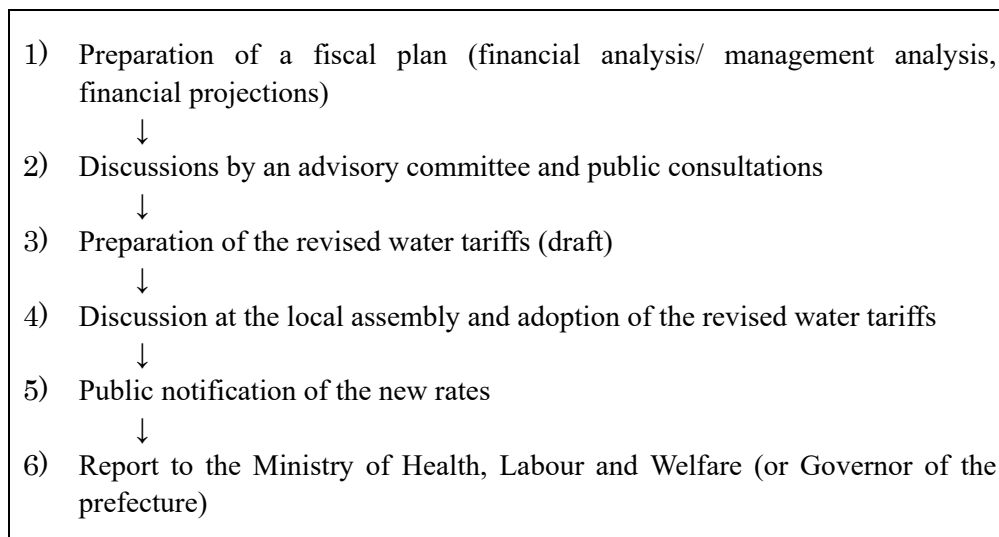 1) Preparation of a fiscal plan (financial analysis/ management analysis,
financial projections)
↓
2) Discussions by an advisory committee and public consultations
↓
3) Preparation of the revised water tariffs (draft)
↓
4) Discussion at the local assembly and adoption of the revised water tariffs
↓
5) Public notification of the new rates
↓
6) Report to the Ministry of Health, Labour and Welfare (or Governor of the
prefecture)